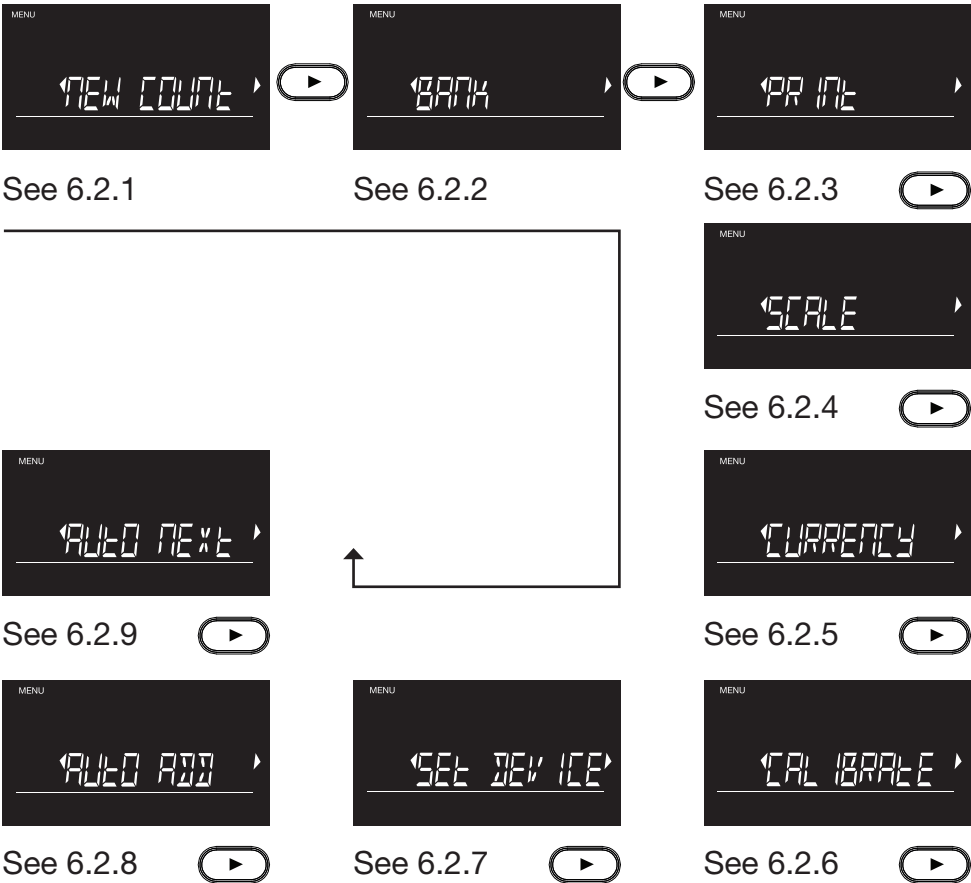 MENU MENU MENU
NEW COUNt BANK PRINt
See 6.2.1 See 6.2.2 See 6.2.3
MENU
SCALE
See 6.2.4
MENU MENU
AUtO NEXt CURRENCY
See 6.2.9 See 6.2.5
MENU MENU MENU
AUtO ADD SEt DEVICE CALIBRAtE
See 6.2.8 See 6.2.7 See 6.2.6